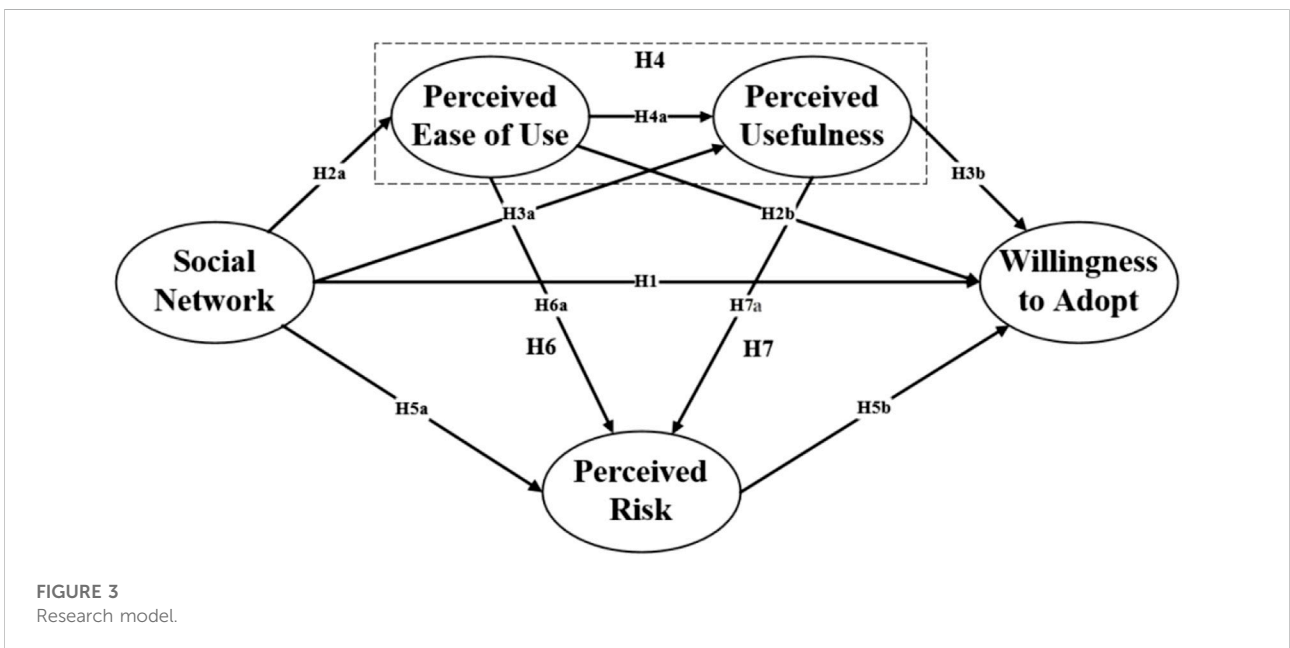 H4
Perceived
Ease of Use
H4a
Perceived
Usefulness
H2a
H3b
H3a
H2b
Social
Network
H1
Willingness
to Adopt
H6a
H7a
H6
H7
H5a
H5b
Perceived
Risk
FIGURE 3
Research model.